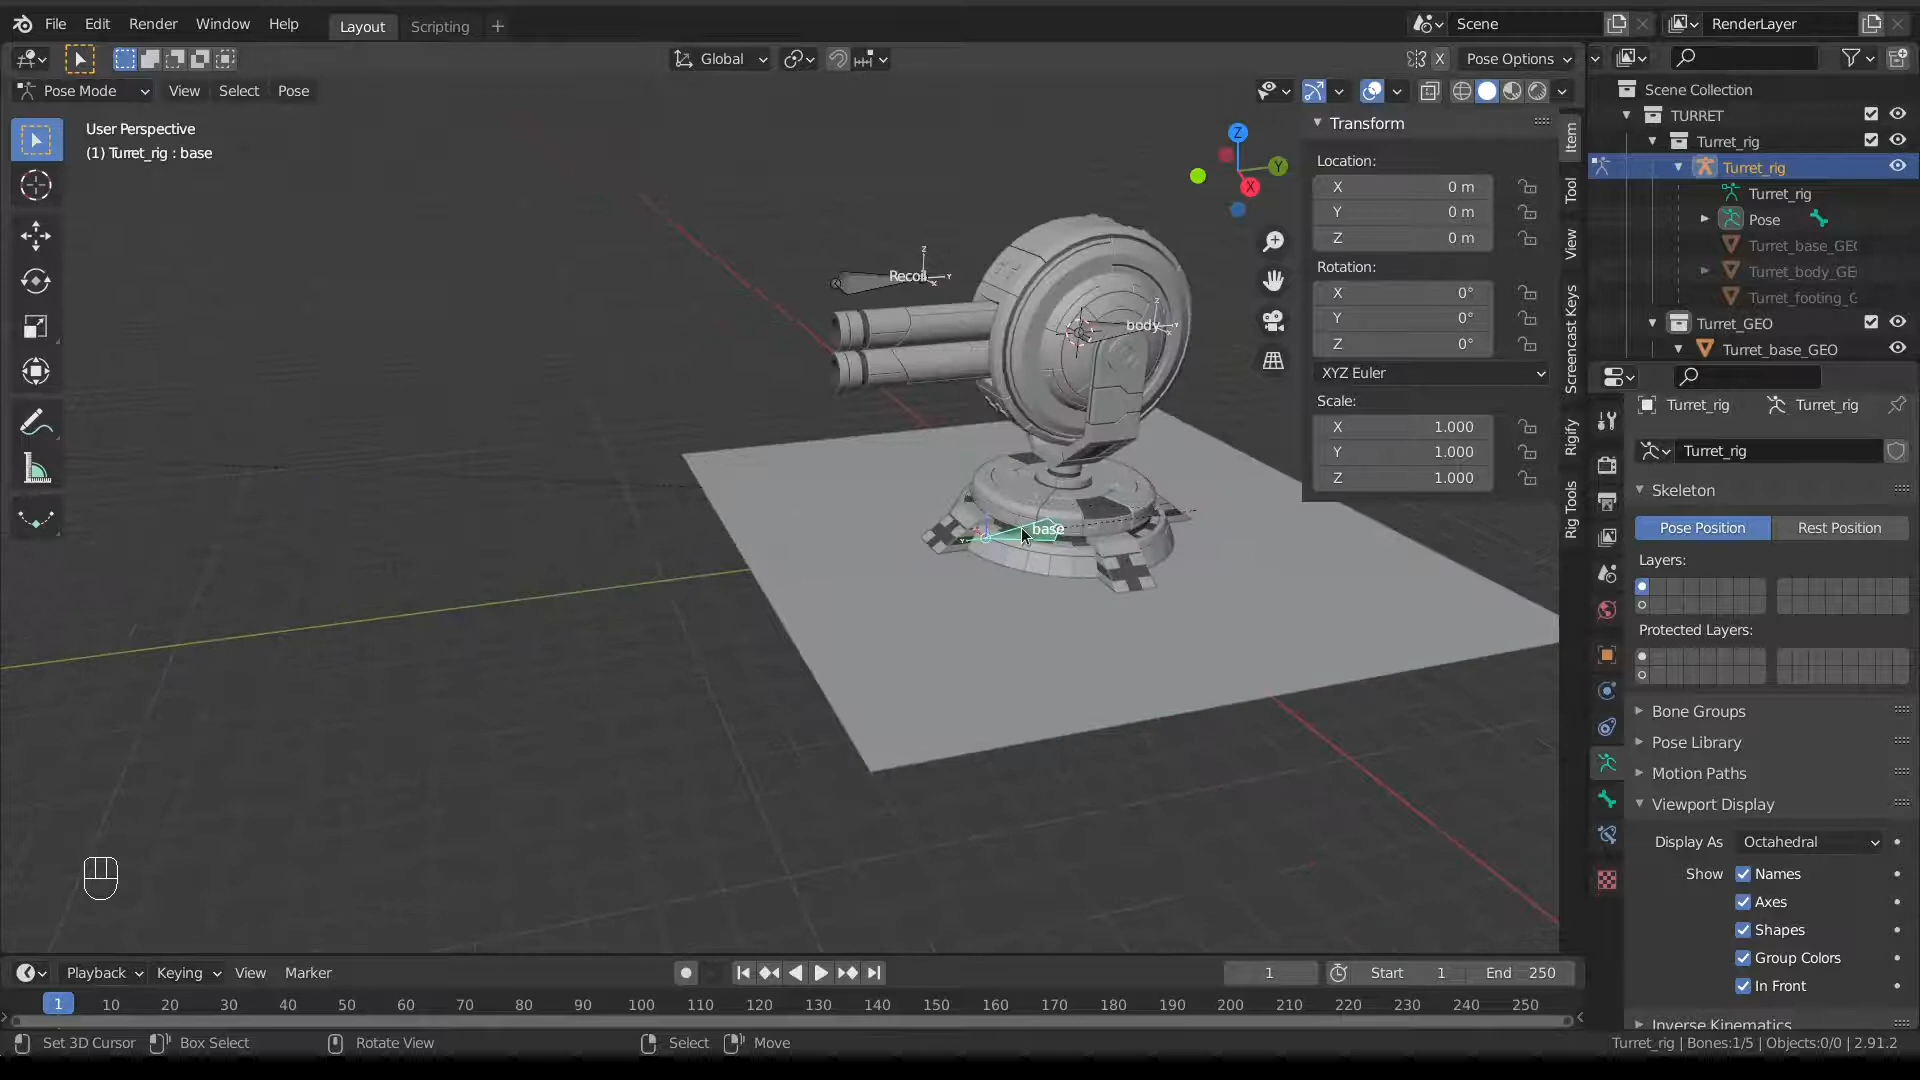 File Edit Render Window Help Layout Scripting + Scene RenderLayer
Global X Pose Options
Pose Mode View Select Pose
User Perspective
(1) Turret_rig : base
Z
Y
X
Recoil
body
base
Transform
Location:
X 0 m
Y 0 m
Z 0 m
Rotation:
X 0°
Y 0°
Z 0°
XYZ Euler
Scale:
X 1.000
Y 1.000
Z 1.000
Item
Tool
View
Screencast Keys
Rigify
Rig Tools
Scene Collection
TURRET
Turret_rig
Turret_rig
Turret_rig
Pose
Turret_base_GE
Turret_body_GE
Turret_footing_G
Turret_GEO
Turret_base_GEO
Turret_rig Turret_rig
Turret_rig
Skeleton
Pose Position Rest Position
Layers:
Protected Layers:
Bone Groups
Pose Library
Motion Paths
Viewport Display
Display As Octahedral
Show Names
Axes
Shapes
Group Colors
In Front
Inverse Kinematics
Playback Keying View Marker 1 Start 1 End 250
1 10 20 30 40 50 60 70 80 90 100 110 120 130 140 150 160 170 180 190 200 210 220 230 240 250
Set 3D Cursor Box Select Rotate View Select Move Turret_rig | Bones:1/5 | Objects:0/0 | 2.91.2